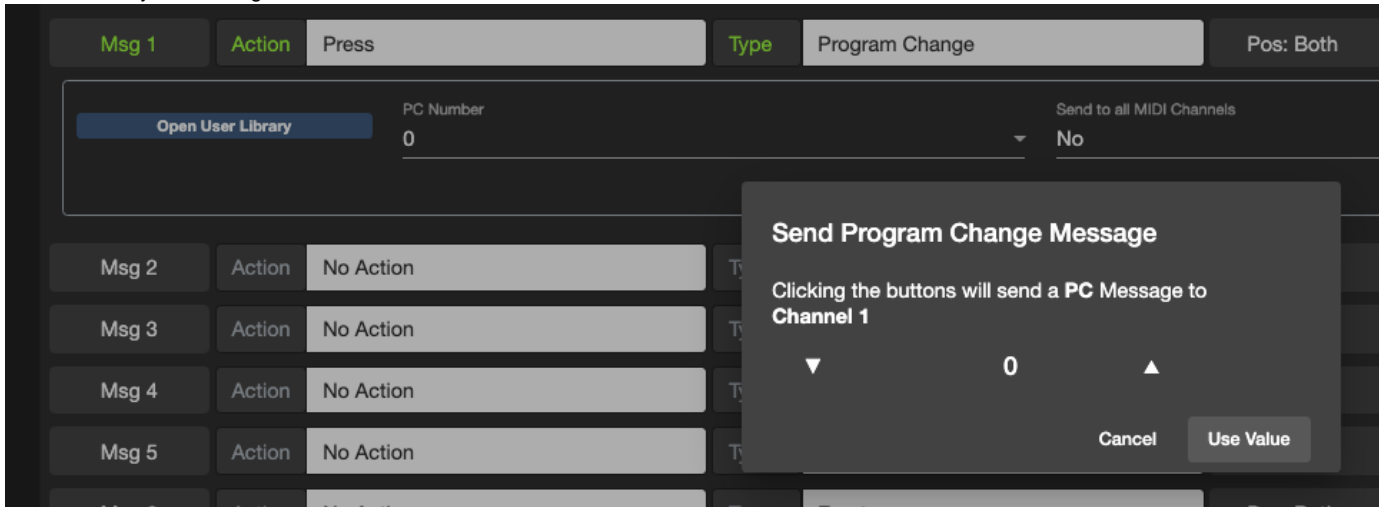 Msg 1 Action Press Type Program Change Pos: Both
PC Number Send to all MIDI Channels
Open User Library 0 No
Send Program Change Message
Msg 2 Action No Action
Clicking the buttons will send a PC Message to
Channel 1
Msg 3 Action No Action
▼ 0 ▲
Msg 4 Action No Action
Cancel Use Value
Msg 5 Action No Action